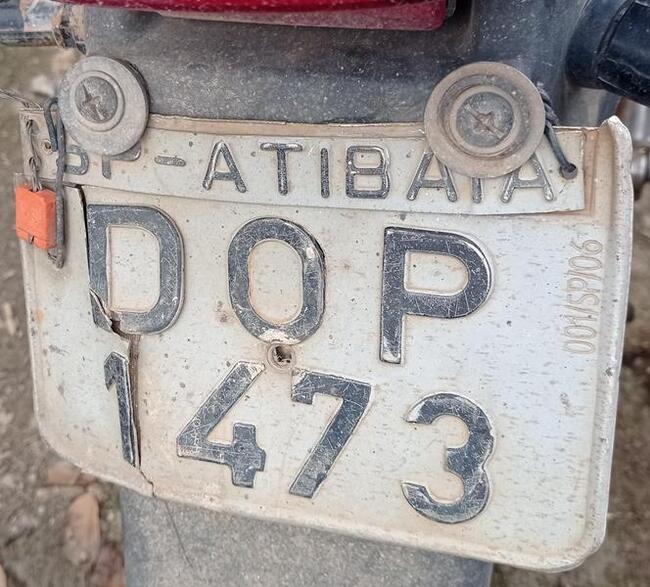 SP-ATIBAIA
DOP
001/SP/06
1473